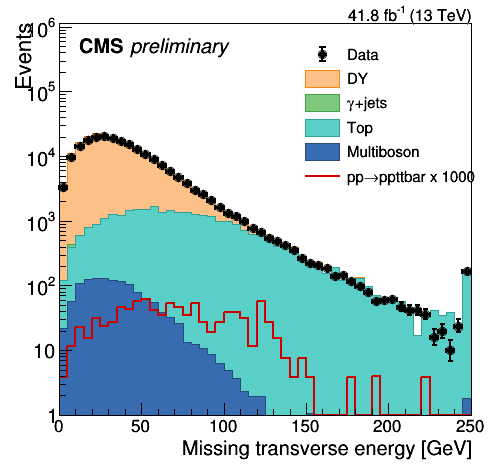 41.8 fb⁻¹ (13 TeV)
Events
CMS preliminary
Data
DY
γ+jets
Top
Multiboson
pp→ppttbar x 1000
10⁶
10⁵
10⁴
10³
10²
10
1
0 50 100 150 200 250
Missing transverse energy [GeV]